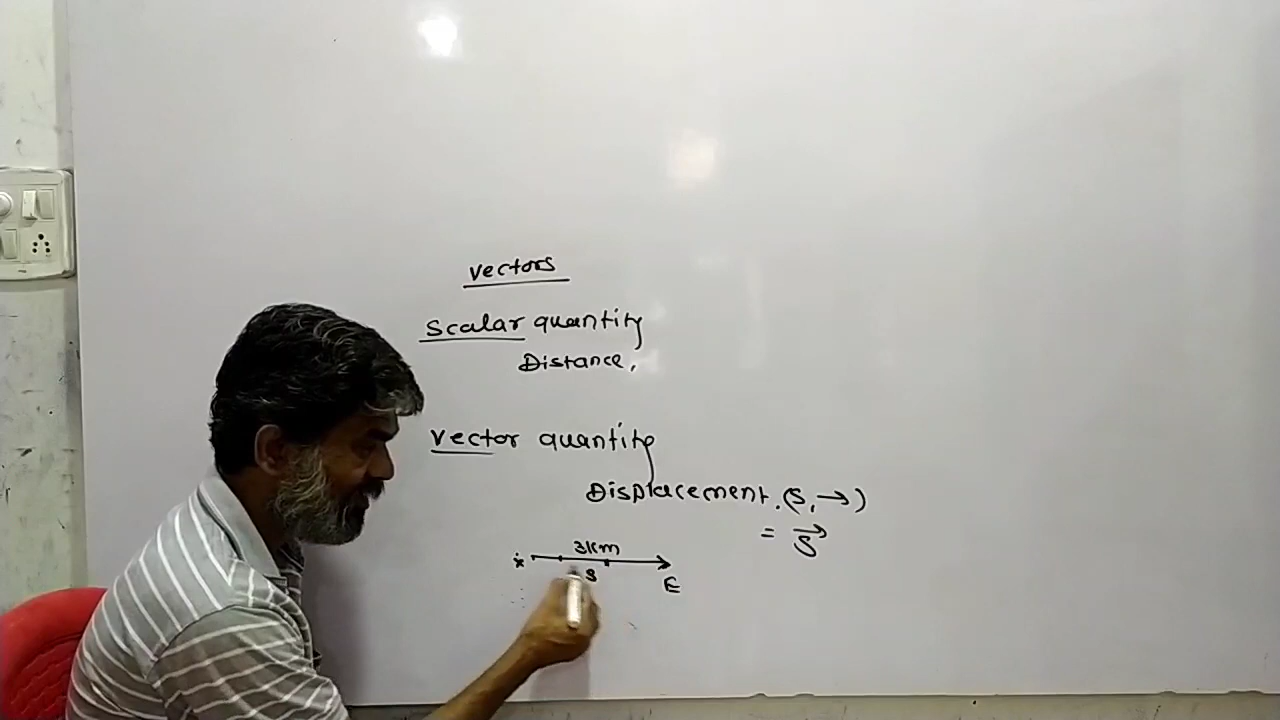 Vectors
Scalar quantity
Distance,
Vector quantity
Displacement. (S, →)
= S⃗
3km
S
E